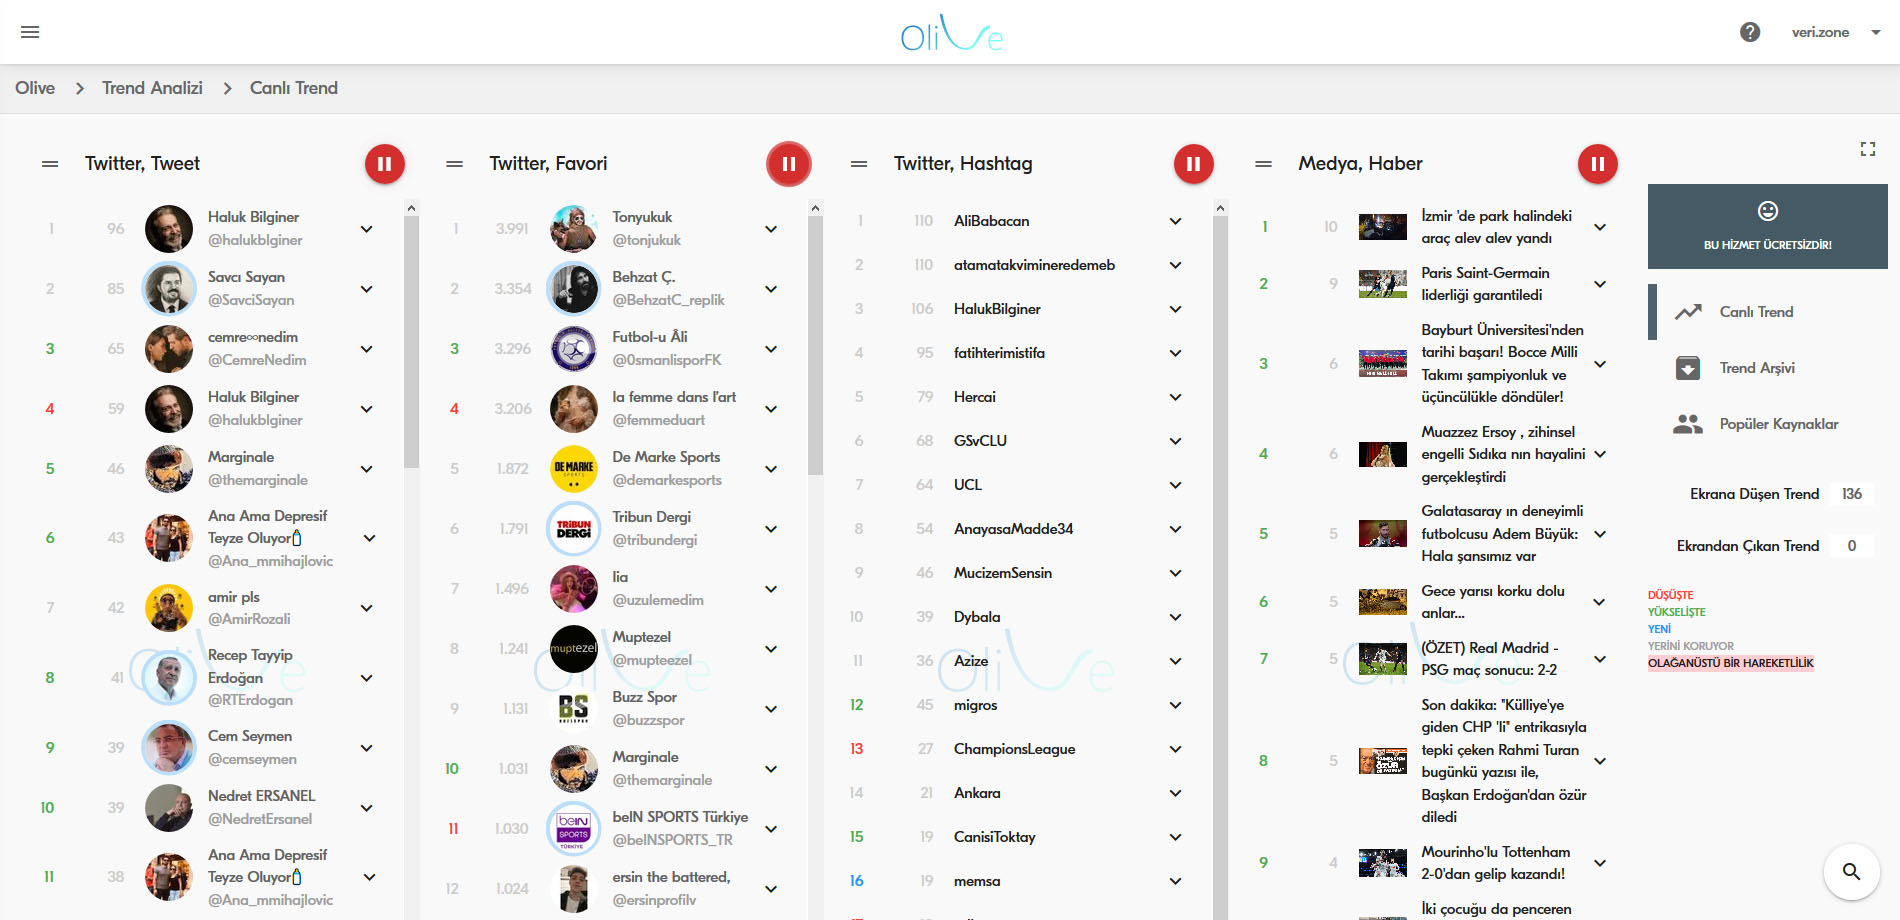 Olive
veri.zone
Olive
Trend Analizi
Canlı Trend
Twitter, Tweet
1 96 Haluk Bilginer
@halukblginer
2 85 Savcı Sayan
@SavciSayan
3 65 cemre∞nedim
@CemreNedim
4 59 Haluk Bilginer
@halukblginer
5 46 Marginale
@themarginale
6 43 Ana Ama Depresif
Teyze Oluyor
@Ana_mmihajlovic
7 42 amir pls
@AmirRozali
8 41 Recep Tayyip
Erdoğan
@RTErdogan
9 39 Cem Seymen
@cemseymen
10 39 Nedret ERSANEL
@NedretErsanel
11 38 Ana Ama Depresif
Teyze Oluyor
@Ana_mmihajlovic
Twitter, Favori
1 3.991 Tonyukuk
@tonjukuk
2 3.354 Behzat Ç.
@BehzatC_replik
3 3.296 Futbol-u Âli
@0smanlisporFK
4 3.206 la femme dans l'art
@femmeduart
5 1.872 De Marke Sports
@demarkesports
DE MARKE
SPORTS
6 1.791 Tribun Dergi
@tribundergi
TRiBUN
DERGi
7 1.496 lia
@uzulemedim
8 1.241 Muptezel
@mupteezel
muptezel
9 1.131 Buzz Spor
@buzzspor
BS
10 1.031 Marginale
@themarginale
11 1.030 beIN SPORTS Türkiye
@beINSPORTS_TR
beIN
SPORTS
TÜRKİYE
12 1.024 ersin the battered,
@ersinprofilv
Twitter, Hashtag
1 110 AliBabacan
2 110 atamatakvimineredemeb
3 106 HalukBilginer
4 95 fatihterimistifa
5 79 Hercai
6 68 GSvCLU
7 64 UCL
8 54 AnayasaMadde34
9 46 MucizemSensin
10 39 Dybala
11 36 Azize
12 45 migros
13 27 ChampionsLeague
14 21 Ankara
15 19 CanisiToktay
16 19 memsa
Medya, Haber
1 10 İzmir 'de park halindeki
araç alev alev yandı
2 9 Paris Saint-Germain
liderliği garantiledi
3 6 Bayburt Üniversitesi'nden
tarihi başarı! Bocce Milli
Takımı şampiyonluk ve
üçüncülükle döndüler!
4 6 Muazzez Ersoy , zihinsel
engelli Sıdıka nın hayalini
gerçekleştirdi
5 5 Galatasaray ın deneyimli
futbolcusu Adem Büyük:
Hala şansımız var
6 5 Gece yarısı korku dolu
anlar...
7 5 (ÖZET) Real Madrid -
PSG maç sonucu: 2-2
8 5 Son dakika: "Külliye'ye
giden CHP 'li" entrikasıyla
tepki çeken Rahmi Turan
bugünkü yazısı ile,
Başkan Erdoğan'dan özür
diledi
9 4 Mourinho'lu Tottenham
2-0'dan gelip kazandı!
İki çocuğu da penceren
BU HİZMET ÜCRETSİZDİR!
Canlı Trend
Trend Arşivi
Popüler Kaynaklar
Ekrana Düşen Trend 136
Ekrandan Çıkan Trend 0
DÜŞÜŞTE
YÜKSELİŞTE
YENİ
YERİNİ KORUYOR
OLAĞANÜSTÜ BİR HAREKETLİLİK
Olive
Olive
Olive
Olive